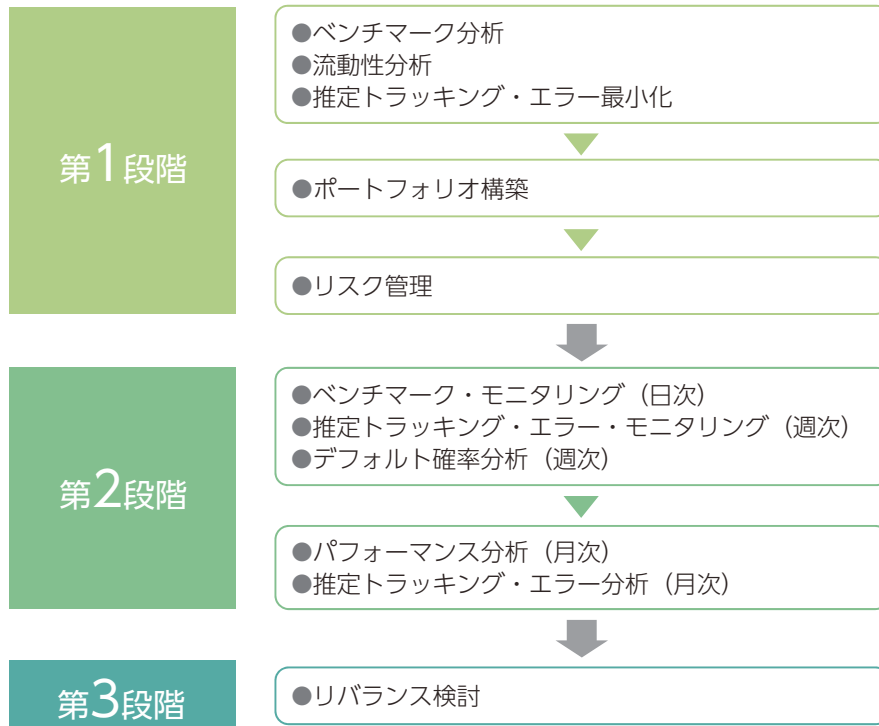 第1段階
●ベンチマーク分析
●流動性分析
●推定トラッキング・エラー最小化
●ポートフォリオ構築
●リスク管理
第2段階
●ベンチマーク・モニタリング（日次）
●推定トラッキング・エラー・モニタリング（週次）
●デフォルト確率分析（週次）
●パフォーマンス分析（月次）
●推定トラッキング・エラー分析（月次）
第3段階
●リバランス検討